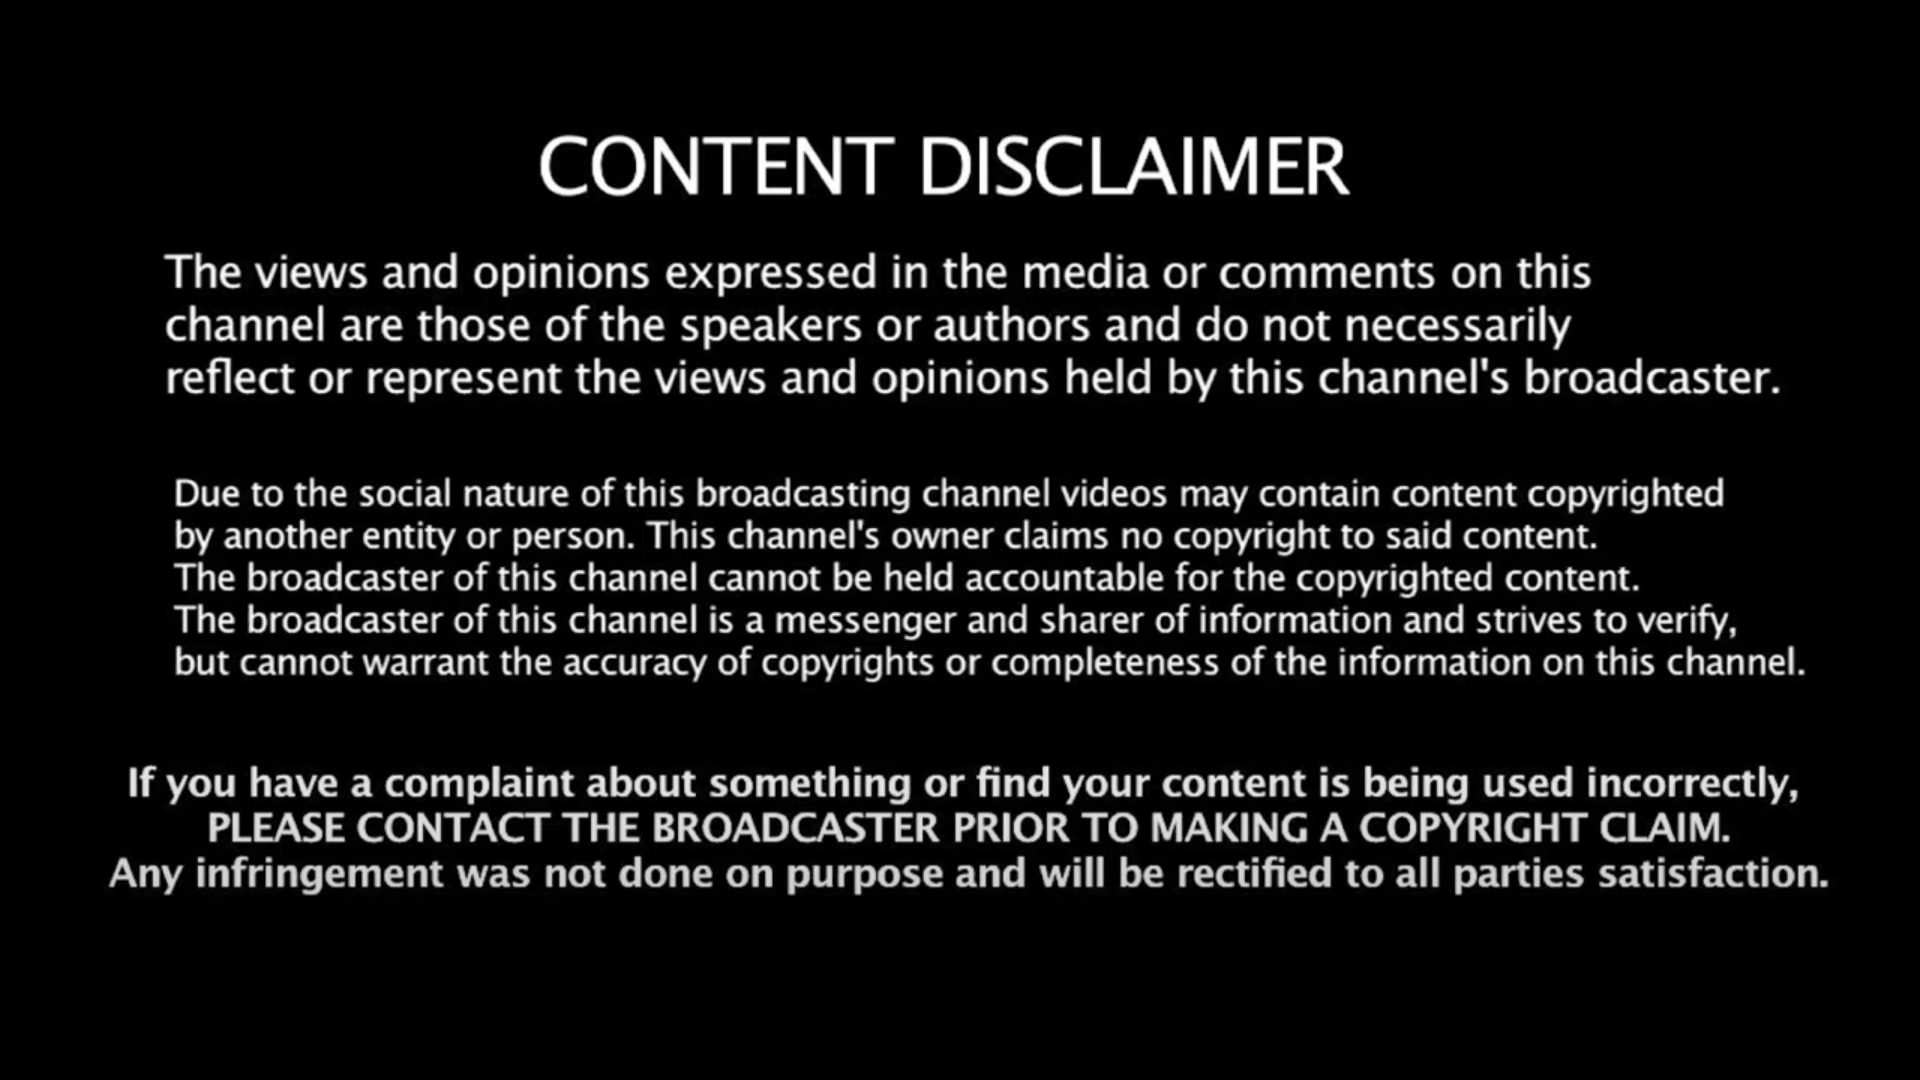 CONTENT DISCLAIMER
The views and opinions expressed in the media or comments on this
channel are those of the speakers or authors and do not necessarily
reflect or represent the views and opinions held by this channel's broadcaster.
Due to the social nature of this broadcasting channel videos may contain content copyrighted
by another entity or person. This channel's owner claims no copyright to said content.
The broadcaster of this channel cannot be held accountable for the copyrighted content.
The broadcaster of this channel is a messenger and sharer of information and strives to verify,
but cannot warrant the accuracy of copyrights or completeness of the information on this channel.
If you have a complaint about something or find your content is being used incorrectly,
PLEASE CONTACT THE BROADCASTER PRIOR TO MAKING A COPYRIGHT CLAIM.
Any infringement was not done on purpose and will be rectified to all parties satisfaction.